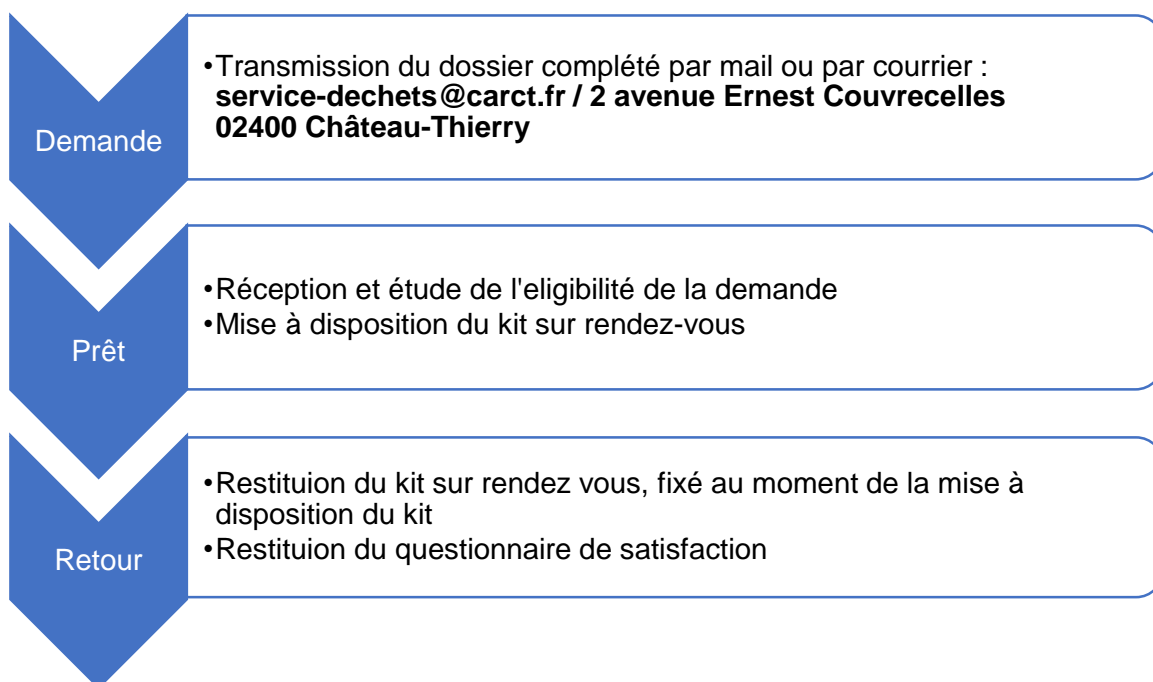 Demande
•Transmission du dossier complété par mail ou par courrier :
service-dechets@carct.fr / 2 avenue Ernest Couvrecelles
02400 Château-Thierry
Prêt
•Réception et étude de l'eligibilité de la demande
•Mise à disposition du kit sur rendez-vous
Retour
•Restituion du kit sur rendez vous, fixé au moment de la mise à
disposition du kit
•Restituion du questionnaire de satisfaction